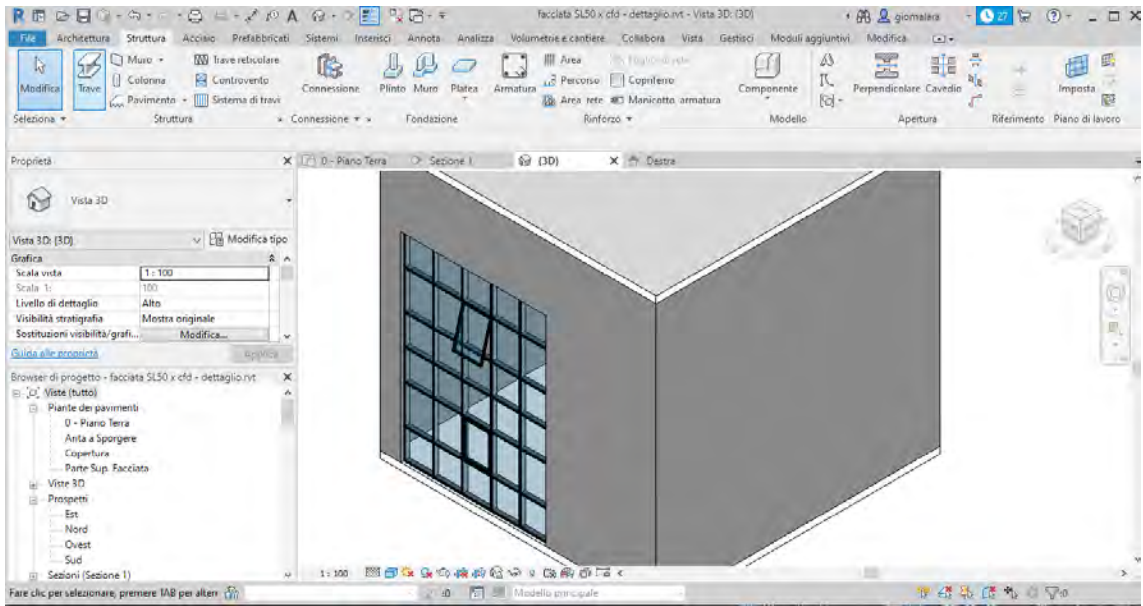 facciata SL50 x cfd - dettaglio.rvt - Vista 3D: {3D}
giomalara
27
File Architettura Struttura Acciaio Prefabbricati Sistemi Inserisci Annota Analizza Volumetrie e cantiere Collabora Vista Gestisci Moduli aggiuntivi Modifica
Modifica
Trave
Muro
Trave reticolare
Colonna
Controvento
Pavimento
Sistema di travi
Connessione
Plinto Muro Platea
Armatura
Area
Percorso
Copriferro
Area rete
Manicotto armatura
Componente
Perpendicolare Cavedio
Imposta
Seleziona
Struttura
Connessione
Fondazione
Rinforzo
Modello
Apertura
Riferimento
Piano di lavoro
Proprietà
0 - Piano Terra
Sezione 1
{3D}
Destra
Vista 3D
Vista 3D: {3D}
Modifica tipo
Grafica
Scala vista 1 : 100
Scala 1: 100
Livello di dettaglio Alto
Visibilità stratigrafia Mostra originale
Sostituzioni visibilità/grafi... Modifica...
Guida alle proprietà
Applica
Browser di progetto - facciata SL50 x cfd - dettaglio.rvt
Viste (tutto)
Piante dei pavimenti
0 - Piano Terra
Anta a Sporgere
Copertura
Parte Sup. Facciata
Viste 3D
Prospetti
Est
Nord
Ovest
Sud
Sezioni (Sezione 1)
1 : 100
Fare clic per selezionare, premere TAB per altern
:0
Modello principale
:0